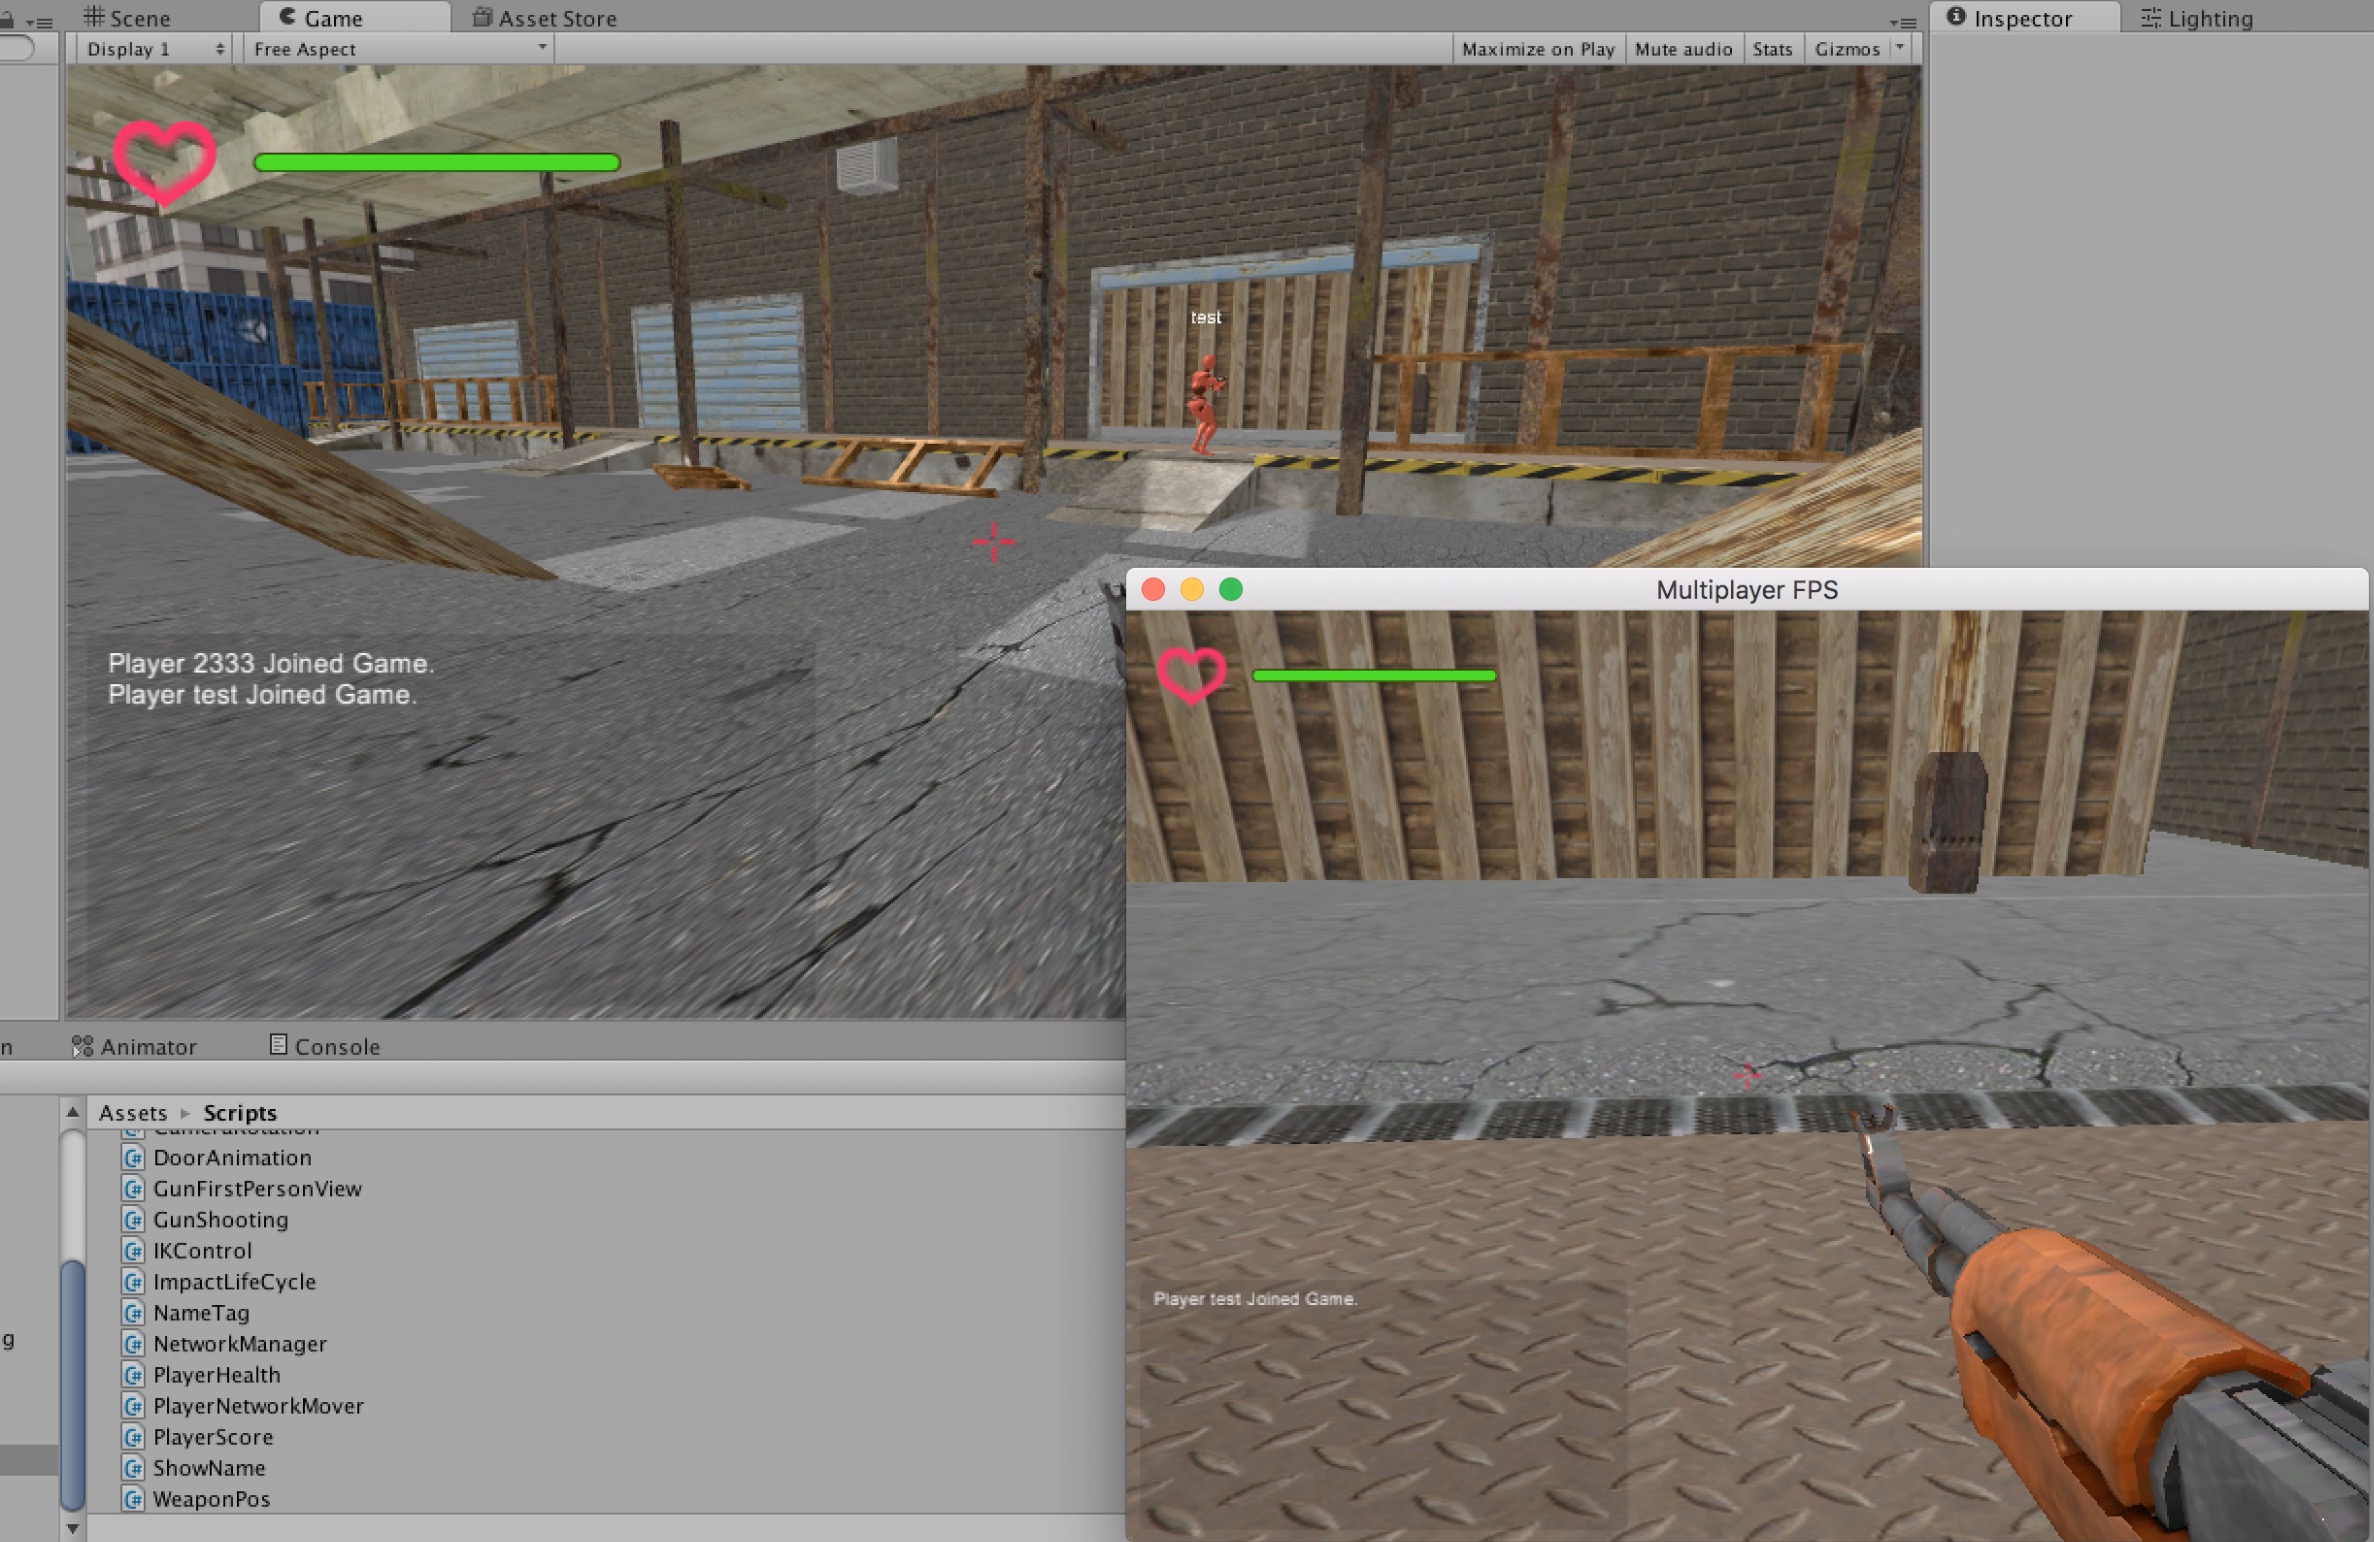 Scene
Game
Asset Store
Inspector
Lighting
Display 1
Free Aspect
Maximize on Play
Mute audio
Stats
Gizmos
test
Player 2333 Joined Game.
Player test Joined Game.
Multiplayer FPS
Player test Joined Game.
n
Animator
Console
Assets
Scripts
CameraRotation
DoorAnimation
GunFirstPersonView
GunShooting
IKControl
ImpactLifeCycle
NameTag
NetworkManager
g
PlayerHealth
PlayerNetworkMover
PlayerScore
ShowName
WeaponPos